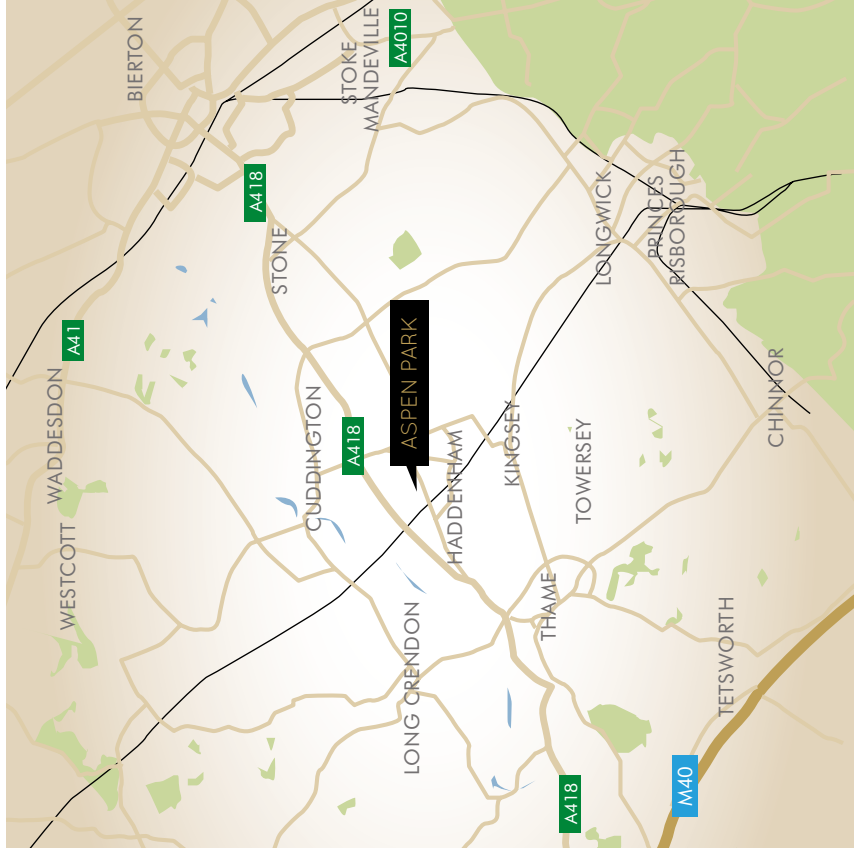 WESTCOTT
WADDESDON
A41
BIERTON
CUDDINGTON
STONE
A418
A418
STOKE
MANDEVILLE
A4010
LONG CRENDON
HADDENHAM
ASPEN PARK
KINGSEY
THAME
TOWERSEY
LONGWICK
A418
PRINCES
RISBOROUGH
M40
TETSWORTH
CHINNOR